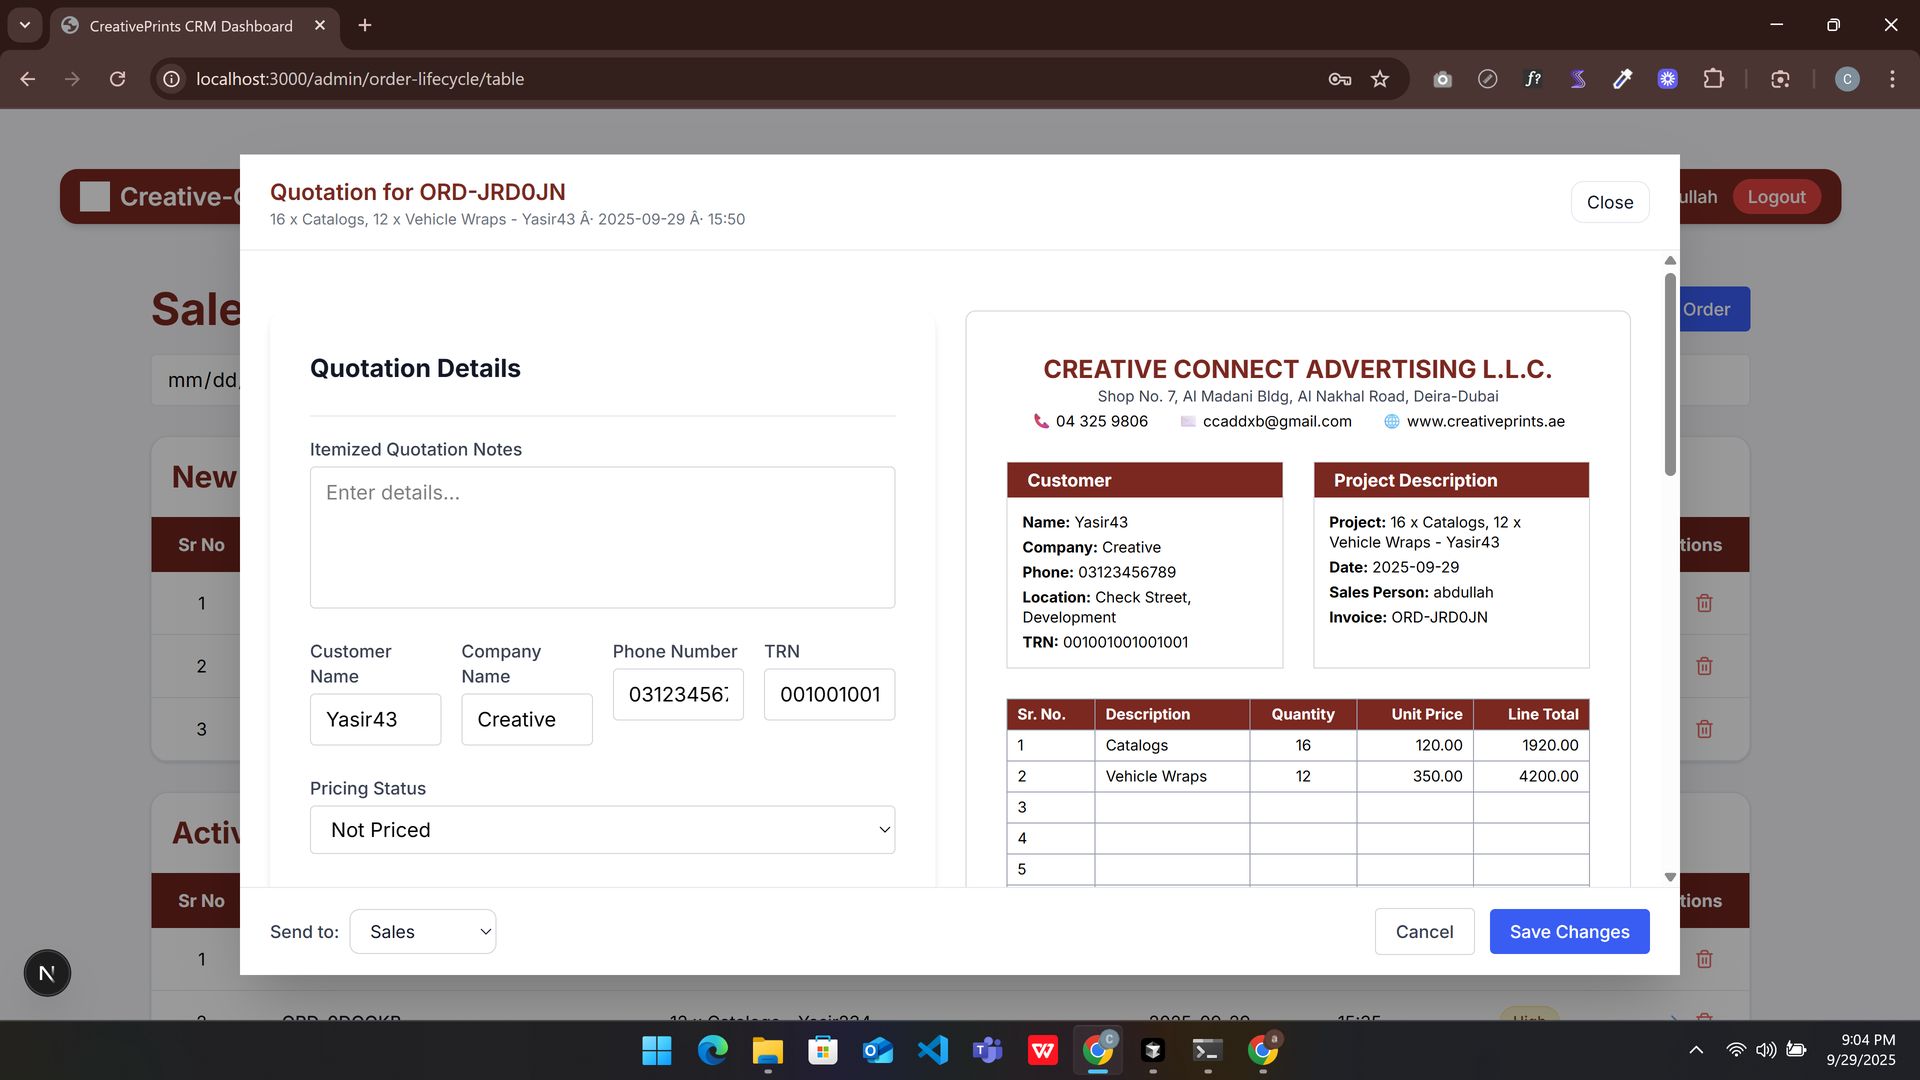 CreativePrints CRM Dashboard
localhost:3000/admin/order-lifecycle/table
f?
C
Creative-C
ullah
Logout
Quotation for ORD-JRD0JN
16 x Catalogs, 12 x Vehicle Wraps - Yasir43 Â· 2025-09-29 Â· 15:50
Close
Sale
Order
mm/dd,
New
Sr No
tions
1
2
3
Activ
Sr No
tions
1
Quotation Details
Itemized Quotation Notes
Enter details...
Customer Name
Company Name
Phone Number
TRN
Yasir43
Creative
031234567
001001001
Pricing Status
Not Priced
CREATIVE CONNECT ADVERTISING L.L.C.
Shop No. 7, Al Madani Bldg, Al Nakhal Road, Deira-Dubai
📞 04 325 9806 ✉️ ccaddxb@gmail.com 🌐 www.creativeprints.ae
Customer
Name: Yasir43
Company: Creative
Phone: 03123456789
Location: Check Street,
Development
TRN: 001001001001001
Project Description
Project: 16 x Catalogs, 12 x
Vehicle Wraps - Yasir43
Date: 2025-09-29
Sales Person: abdullah
Invoice: ORD-JRD0JN
Sr. No. Description Quantity Unit Price Line Total
1 Catalogs 16 120.00 1920.00
2 Vehicle Wraps 12 350.00 4200.00
3
4
5
Send to:
Sales
Cancel
Save Changes
N
9:04 PM
9/29/2025